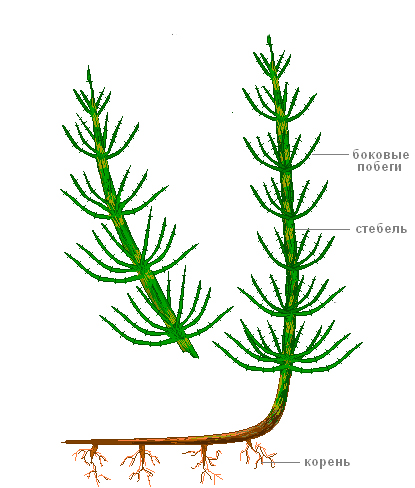 боковые
побеги
стебель
корень